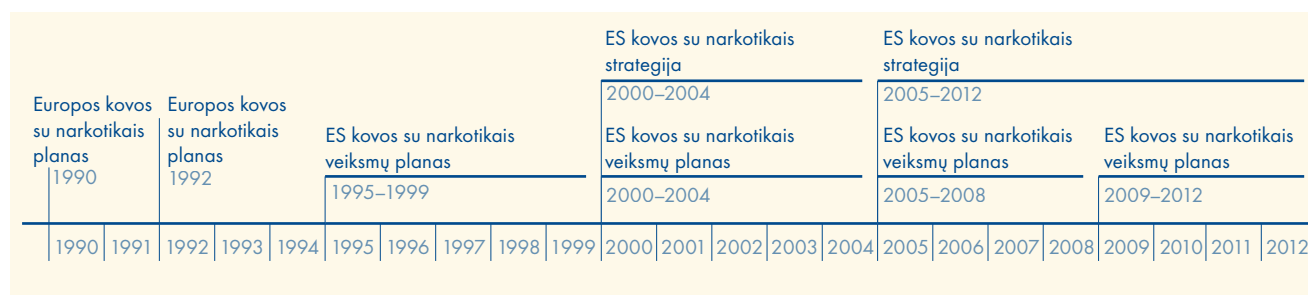 ES kovos su narkotikais
strategija
2000–2004
ES kovos su narkotikais
strategija
2005–2012
Europos kovos
su narkotikais
planas
1990
Europos kovos
su narkotikais
planas
1992
ES kovos su narkotikais
veiksmų planas
1995–1999
ES kovos su narkotikais
veiksmų planas
2000–2004
ES kovos su narkotikais
veiksmų planas
2005–2008
ES kovos su narkotikais
veiksmų planas
2009–2012
1990 1991 1992 1993 1994 1995 1996 1997 1998 1999 2000 2001 2002 2003 2004 2005 2006 2007 2008 2009 2010 2011 2012